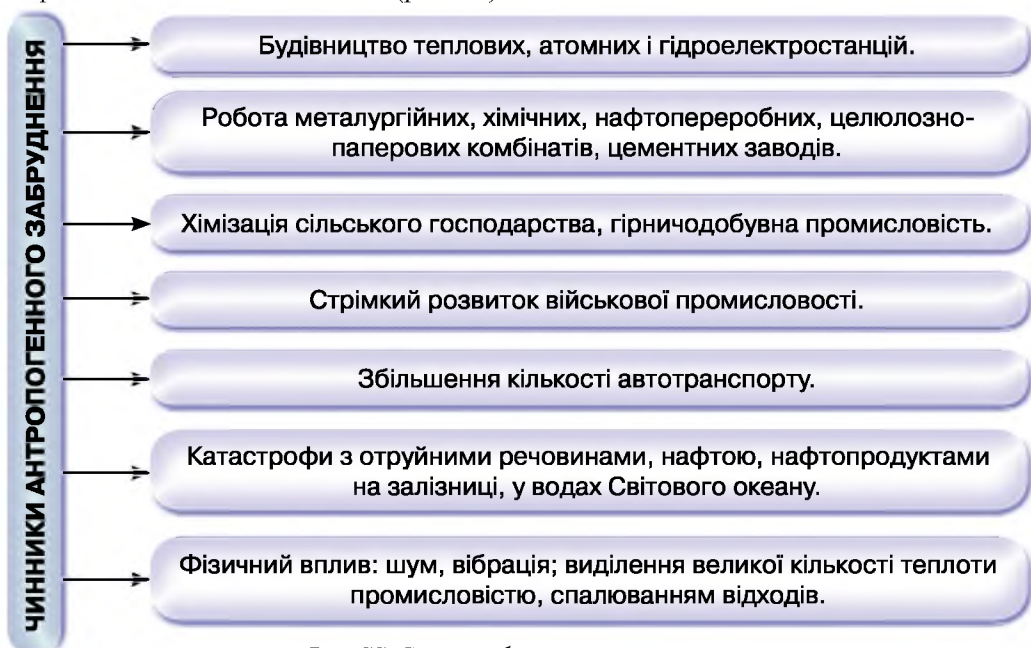 ЧИННИКИ АНТРОПОГЕННОГО ЗАБРУДНЕННЯ
Будівництво теплових, атомних і гідроелектростанцій.
Робота металургійних, хімічних, нафтопереробних, целюлозно-
паперових комбінатів, цементних заводів.
Хімізація сільського господарства, гірничодобувна промисловість.
Стрімкий розвиток військової промисловості.
Збільшення кількості автотранспорту.
Катастрофи з отруйними речовинами, нафтою, нафтопродуктами
на залізниці, у водах Світового океану.
Фізичний вплив: шум, вібрація; виділення великої кількості теплоти
промисловістю, спалюванням відходів.